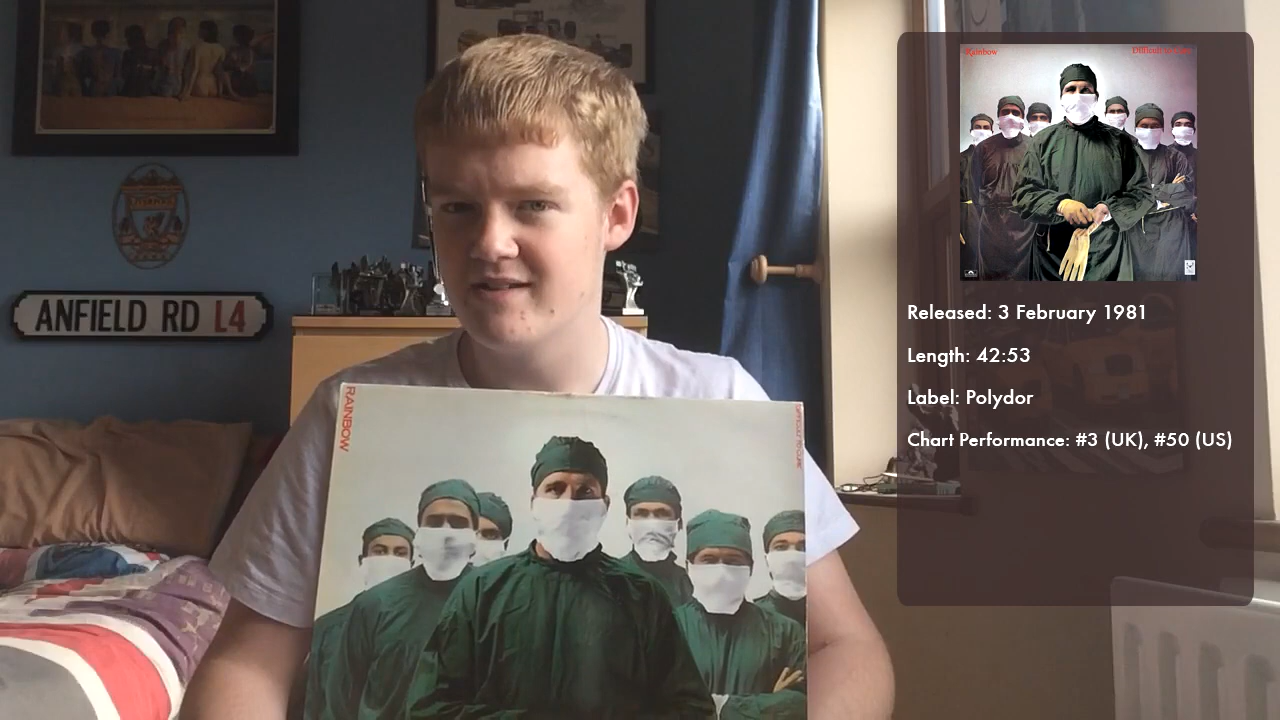 LIVERPOOL
ANFIELD RD L4
RAINBOW
Rainbow
Released: 3 February 1981
Length: 42:53
Label: Polydor
Chart Performance: #3 (UK), #50 (US)